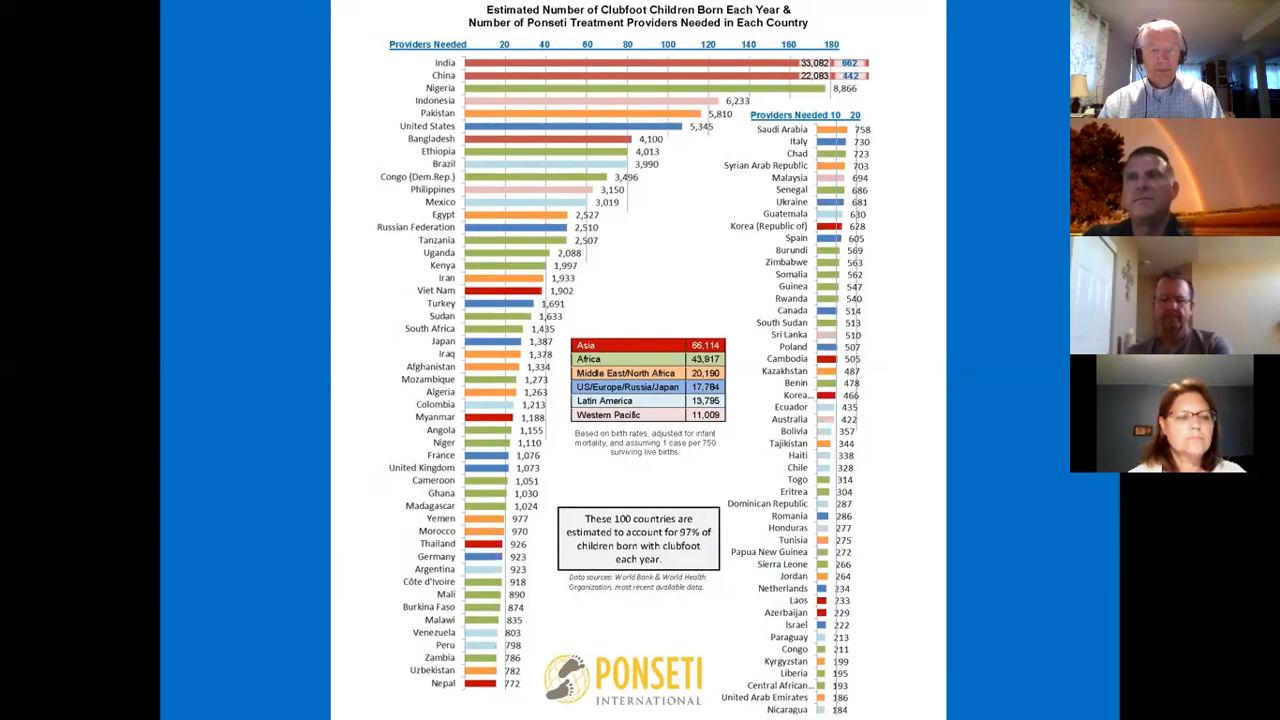 Estimated Number of Clubfoot Children Born Each Year &
Number of Ponseti Treatment Providers Needed in Each Country
Providers Needed 20 40 60 80 100 120 140 160 180
India 33,082 662
China 22,083 442
Nigeria 8,866
Indonesia 6,233
Pakistan 5,810
United States 5,345
Bangladesh 4,100
Ethiopia 4,013
Brazil 3,990
Congo (Dem.Rep.) 3,496
Philippines 3,150
Mexico 3,019
Egypt 2,527
Russian Federation 2,510
Tanzania 2,507
Uganda 2,088
Kenya 1,997
Iran 1,933
Viet Nam 1,902
Turkey 1,691
Sudan 1,633
South Africa 1,435
Japan 1,387
Iraq 1,378
Afghanistan 1,334
Mozambique 1,273
Algeria 1,263
Colombia 1,213
Myanmar 1,188
Angola 1,155
Niger 1,110
France 1,076
United Kingdom 1,073
Cameroon 1,051
Ghana 1,030
Madagascar 1,024
Yemen 977
Morocco 970
Thailand 926
Germany 923
Argentina 923
Côte d'Ivoire 918
Mali 890
Burkina Faso 874
Malawi 835
Venezuela 803
Peru 798
Zambia 786
Uzbekistan 782
Nepal 772
Asia 66,114
Africa 43,917
Middle East/North Africa 20,190
US/Europe/Russia/Japan 17,784
Latin America 13,795
Western Pacific 11,009
Based on birth rates, adjusted for infant
mortality, and assuming 1 case per 750
surviving live births.
These 100 countries are
estimated to account for 97% of
children born with clubfoot
each year.
Data sources: World Bank & World Health
Organization, most recent available data.
PONSETI
INTERNATIONAL
Providers Needed 10 20
Saudi Arabia 758
Italy 730
Chad 723
Syrian Arab Republic 703
Malaysia 694
Senegal 686
Ukraine 681
Guatemala 630
Korea (Republic of) 628
Spain 605
Burundi 569
Zimbabwe 563
Somalia 562
Guinea 547
Rwanda 540
Canada 514
South Sudan 513
Sri Lanka 510
Poland 507
Cambodia 505
Kazakhstan 487
Benin 478
Korea... 466
Ecuador 435
Australia 422
Bolivia 357
Tajikistan 344
Haiti 338
Chile 328
Togo 314
Eritrea 304
Dominican Republic 287
Romania 286
Honduras 277
Tunisia 275
Papua New Guinea 272
Sierra Leone 266
Jordan 264
Netherlands 234
Laos 233
Azerbaijan 229
Israel 222
Paraguay 213
Congo 211
Kyrgyzstan 199
Liberia 195
Central African... 193
United Arab Emirates 186
Nicaragua 184